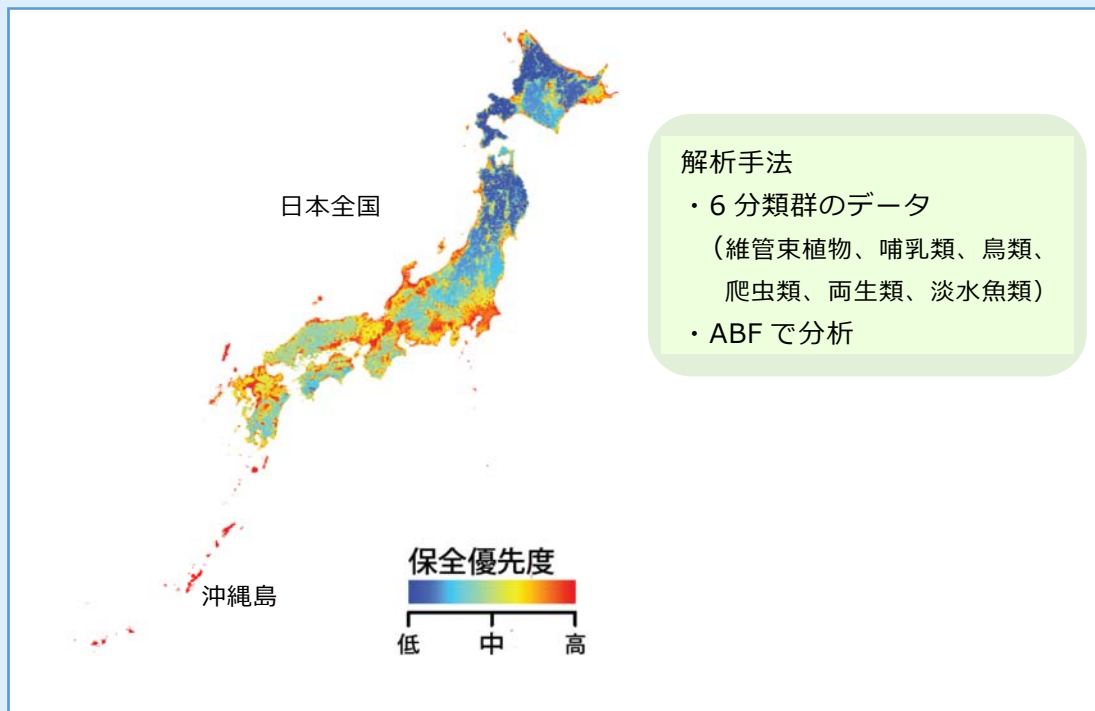 日本全国
沖縄島
保全優先度
低 中 高
解析手法
・6 分類群のデータ
(維管束植物、哺乳類、鳥類、
爬虫類、両生類、淡水魚類)
・ABF で分析